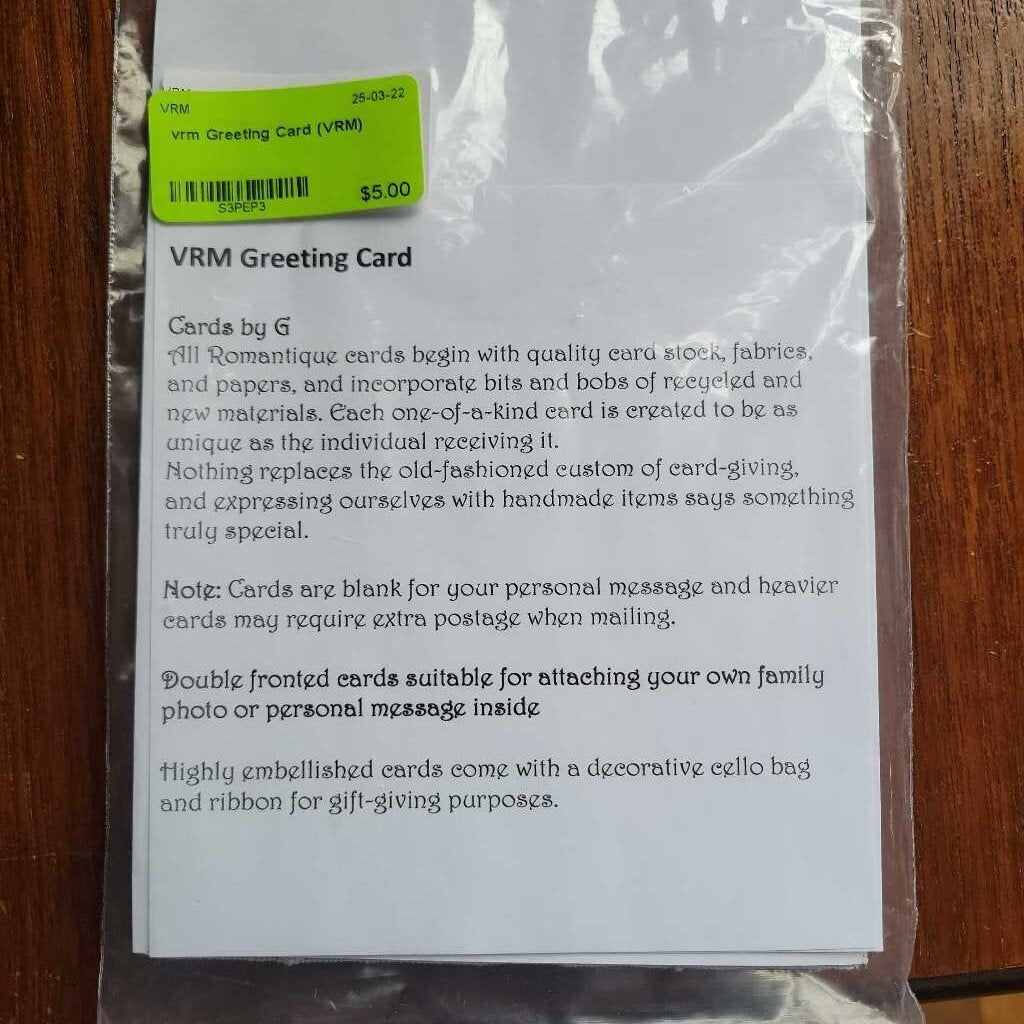 VRM
25-03-22
vrm Greeting Card (VRM)
$5.00
S3PEP3
VRM Greeting Card
Cards by G
All Romantique cards begin with quality card stock, fabrics,
and papers, and incorporate bits and bobs of recycled and
new materials. Each one-of-a-kind card is created to be as
unique as the individual receiving it.
Nothing replaces the old-fashioned custom of card-giving,
and expressing ourselves with handmade items says something
truly special.
Note: Cards are blank for your personal message and heavier
cards may require extra postage when mailing.
Double fronted cards suitable for attaching your own family
photo or personal message inside
Highly embellished cards come with a decorative cello bag
and ribbon for gift-giving purposes.